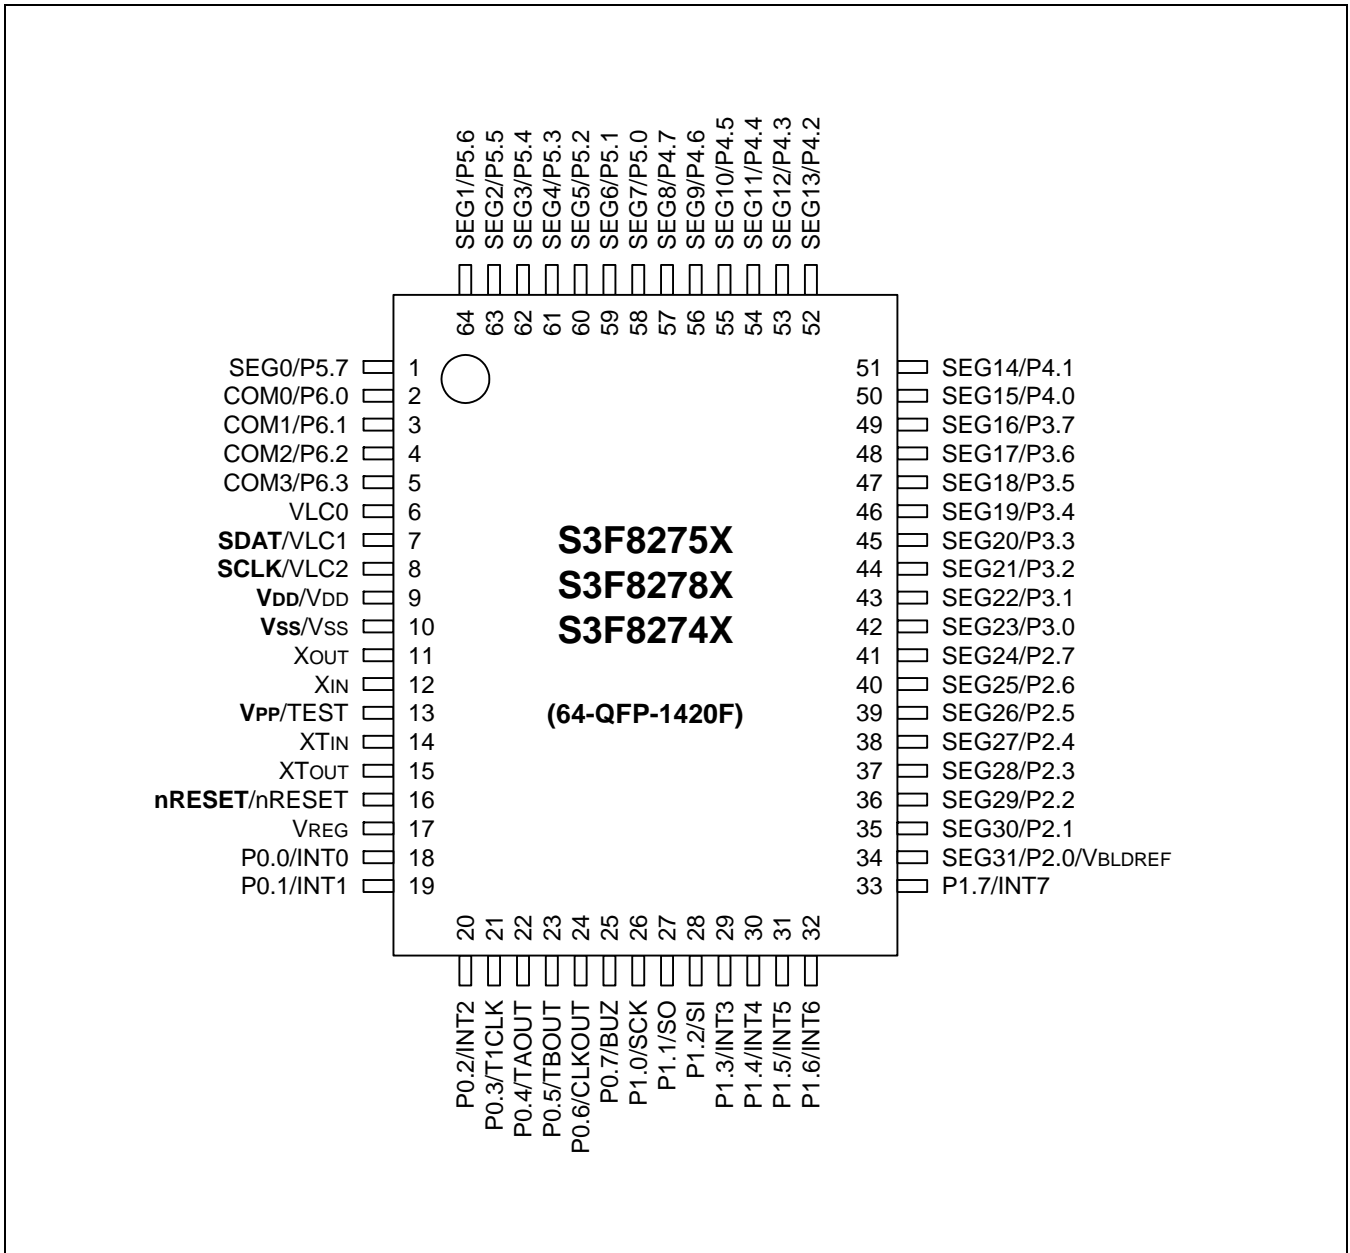 SEG1/P5.6
SEG2/P5.5
SEG3/P5.4
SEG4/P5.3
SEG5/P5.2
SEG6/P5.1
SEG7/P5.0
SEG8/P4.7
SEG9/P4.6
SEG10/P4.5
SEG11/P4.4
SEG12/P4.3
SEG13/P4.2
64 63 62 61 60 59 58 57 56 55 54 53 52
SEG0/P5.7 1
COM0/P6.0 2
COM1/P6.1 3
COM2/P6.2 4
COM3/P6.3 5
VLC0 6
SDAT/VLC1 7
SCLK/VLC2 8
VDD/VDD 9
VSS/VSS 10
XOUT 11
XIN 12
VPP/TEST 13
XTIN 14
XTOUT 15
nRESET/nRESET 16
VREG 17
P0.0/INT0 18
P0.1/INT1 19
S3F8275X
S3F8278X
S3F8274X
(64-QFP-1420F)
51 SEG14/P4.1
50 SEG15/P4.0
49 SEG16/P3.7
48 SEG17/P3.6
47 SEG18/P3.5
46 SEG19/P3.4
45 SEG20/P3.3
44 SEG21/P3.2
43 SEG22/P3.1
42 SEG23/P3.0
41 SEG24/P2.7
40 SEG25/P2.6
39 SEG26/P2.5
38 SEG27/P2.4
37 SEG28/P2.3
36 SEG29/P2.2
35 SEG30/P2.1
34 SEG31/P2.0/VBLDREF
33 P1.7/INT7
20 21 22 23 24 25 26 27 28 29 30 31 32
P0.2/INT2
P0.3/T1CLK
P0.4/TAOUT
P0.5/TBOUT
P0.6/CLKOUT
P0.7/BUZ
P1.0/SCK
P1.1/SO
P1.2/SI
P1.3/INT3
P1.4/INT4
P1.5/INT5
P1.6/INT6